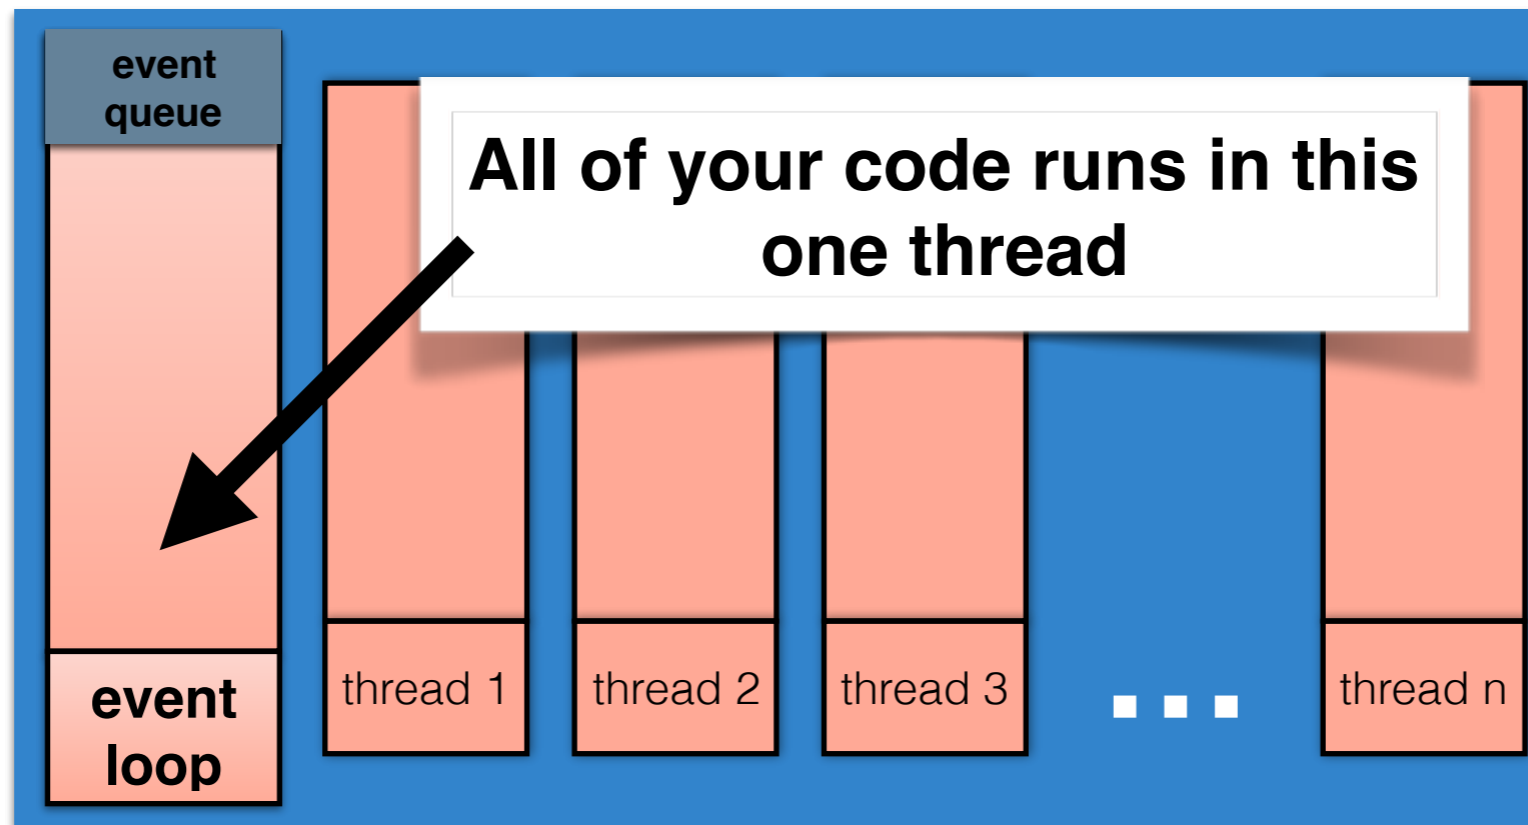 event
queue
All of your code runs in this
one thread
event
loop
thread 1
thread 2
thread 3
...
thread n